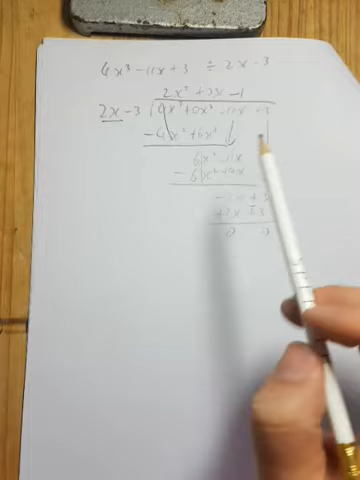 4x³ - 11x + 3 ÷ 2x - 3
2x² + 3x - 1
2x - 3 √4x³ + 0x² - 11x + 3
- 4x³ + 6x²
6x² - 11x
- 6x² + 9x
- 2x + 3
+ 2x - 3
0 0